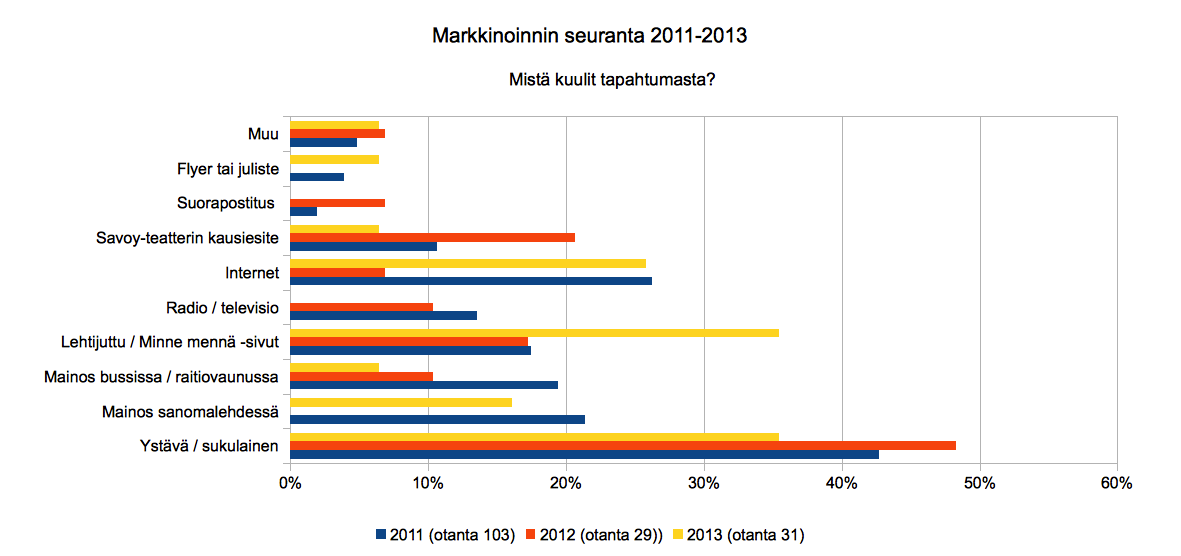 Markkinoinnin seuranta 2011-2013
Mistä kuulit tapahtumasta?
Muu
Flyer tai juliste
Suorapostitus
Savoy-teatterin kausiesite
Internet
Radio / televisio
Lehtijuttu / Minne mennä -sivut
Mainos bussissa / raitiovaunussa
Mainos sanomalehdessä
Ystävä / sukulainen
0% 10% 20% 30% 40% 50% 60%
2011 (otanta 103) 2012 (otanta 29)) 2013 (otanta 31)